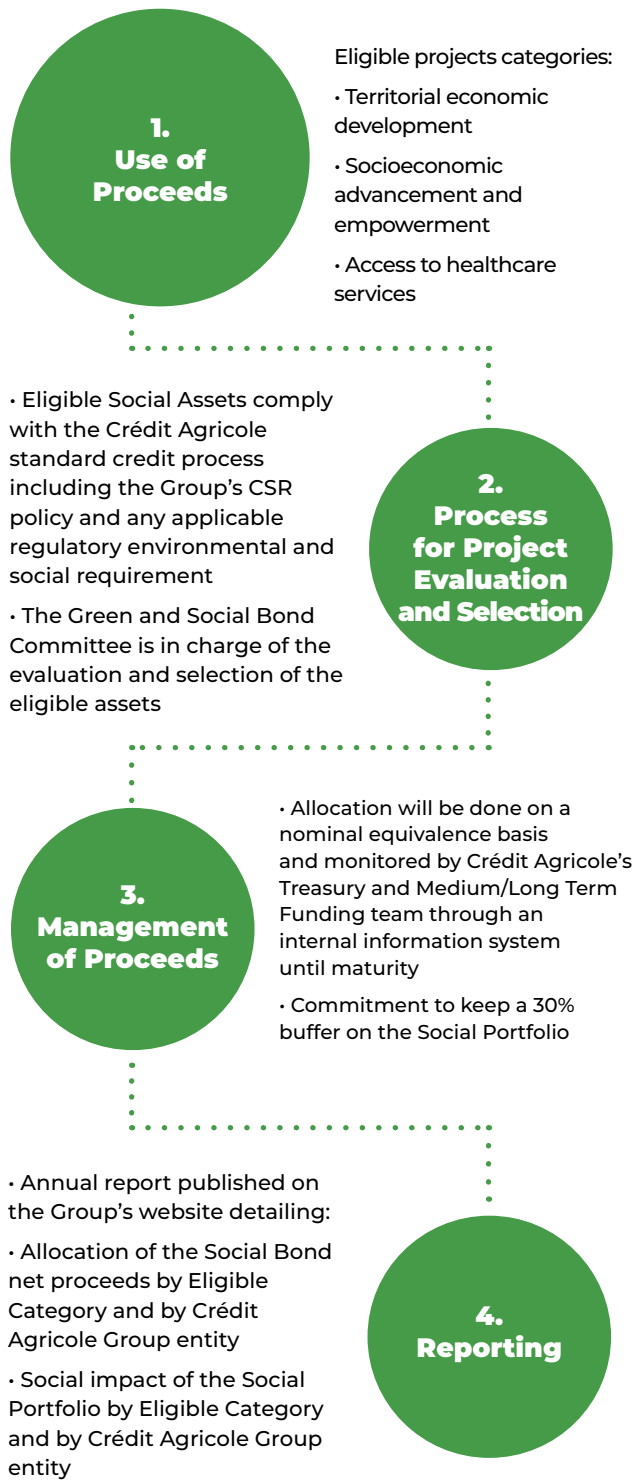 1.
Use of
Proceeds
Eligible projects categories:
• Territorial economic
development
• Socioeconomic
advancement and
empowerment
• Access to healthcare
services
• Eligible Social Assets comply
with the Crédit Agricole
standard credit process
including the Group’s CSR
policy and any applicable
regulatory environmental and
social requirement
• The Green and Social Bond
Committee is in charge of the
evaluation and selection of the
eligible assets
2.
Process
for Project
Evaluation
and Selection
3.
Management
of Proceeds
• Allocation will be done on a
nominal equivalence basis
and monitored by Crédit Agricole’s
Treasury and Medium/Long Term
Funding team through an
internal information system
until maturity
• Commitment to keep a 30%
buffer on the Social Portfolio
• Annual report published on
the Group’s website detailing:
• Allocation of the Social Bond
net proceeds by Eligible
Category and by Crédit
Agricole Group entity
• Social impact of the Social
Portfolio by Eligible Category
and by Crédit Agricole Group
entity
4.
Reporting